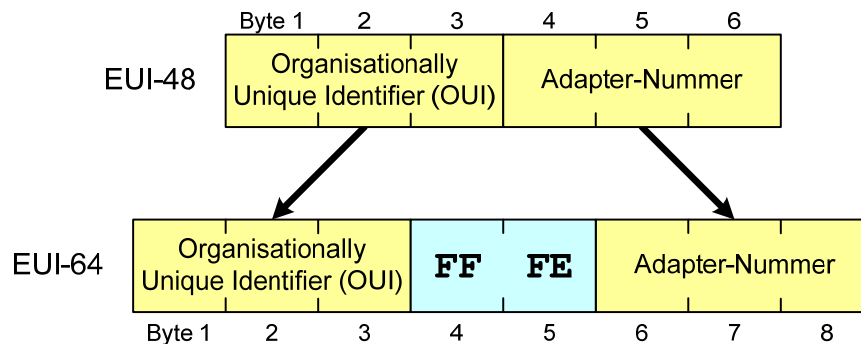 Byte 1 2 3 4 5 6
EUI-48
Organisationally
Unique Identifier (OUI)
Adapter-Nummer
EUI-64
Organisationally
Unique Identifier (OUI)
FF FE
Adapter-Nummer
Byte 1 2 3 4 5 6 7 8